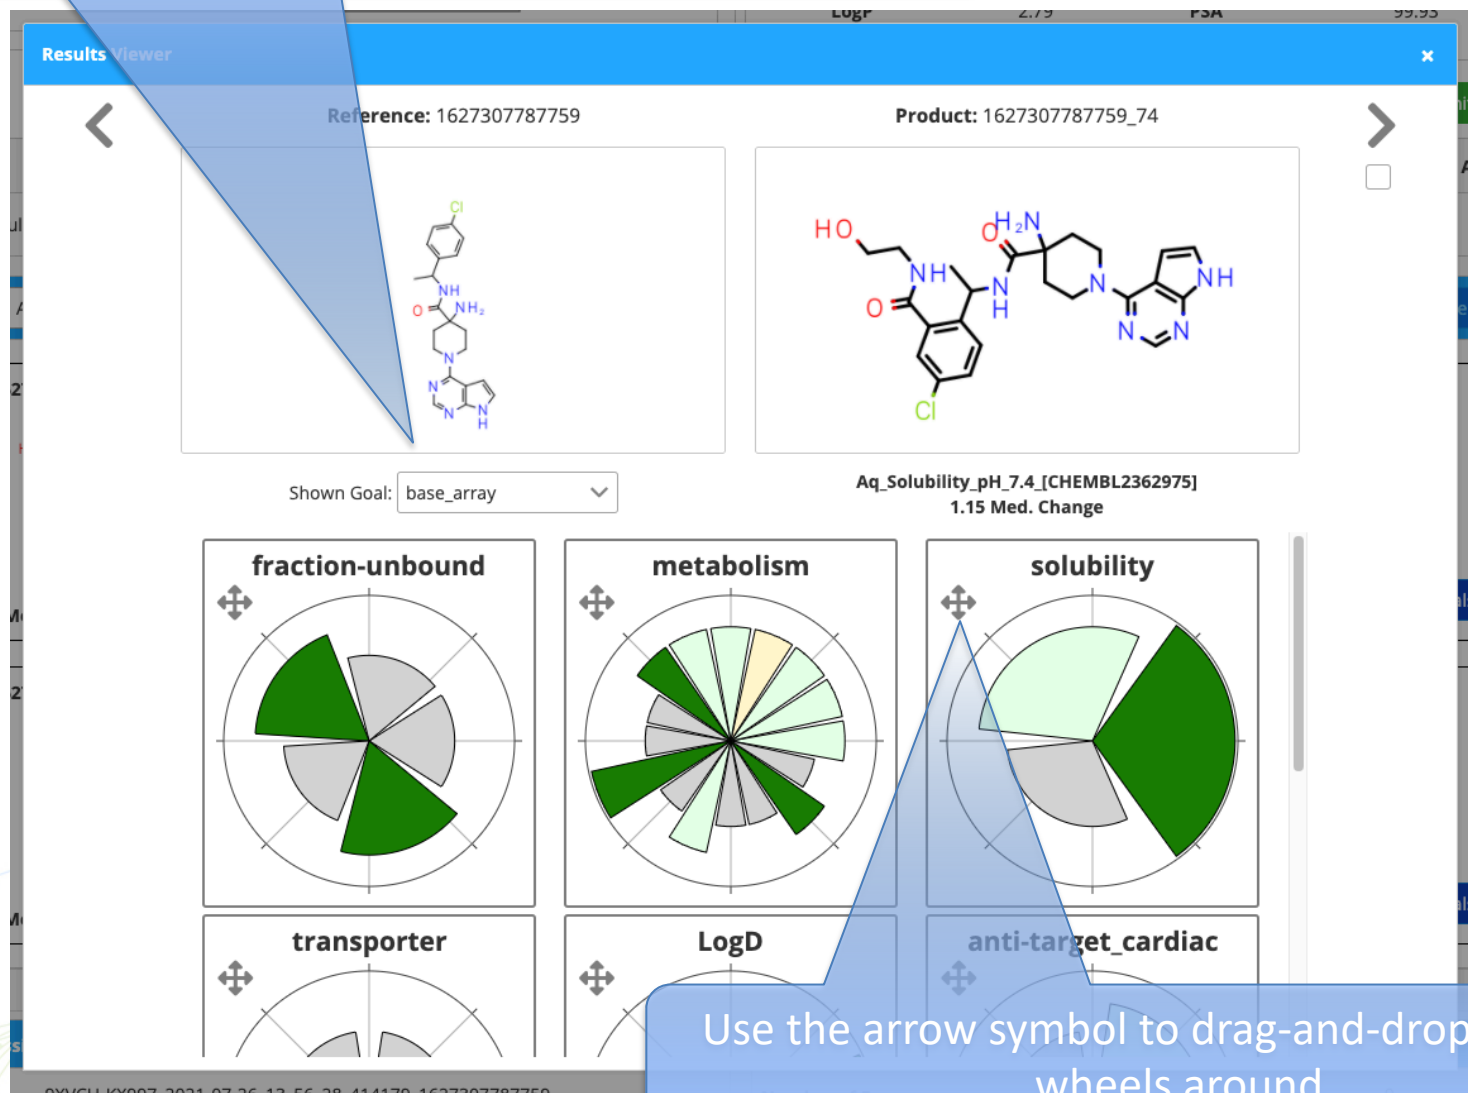 LogP 2.79 PSA 99.93
Results Viewer ×
Reference: 1627307787759
Product: 1627307787759_74
Cl
NH
O
NH₂
N
N
N
N
H
HO
O
H₂N
NH
N
H
O
N
NH
N
N
Cl
Shown Goal: base_array
Aq_Solubility_pH_7.4_[CHEMBL2362975]
1.15 Med. Change
fraction-unbound
metabolism
solubility
transporter
LogD
anti-target_cardiac
Use the arrow symbol to drag-and-drop
wheels around